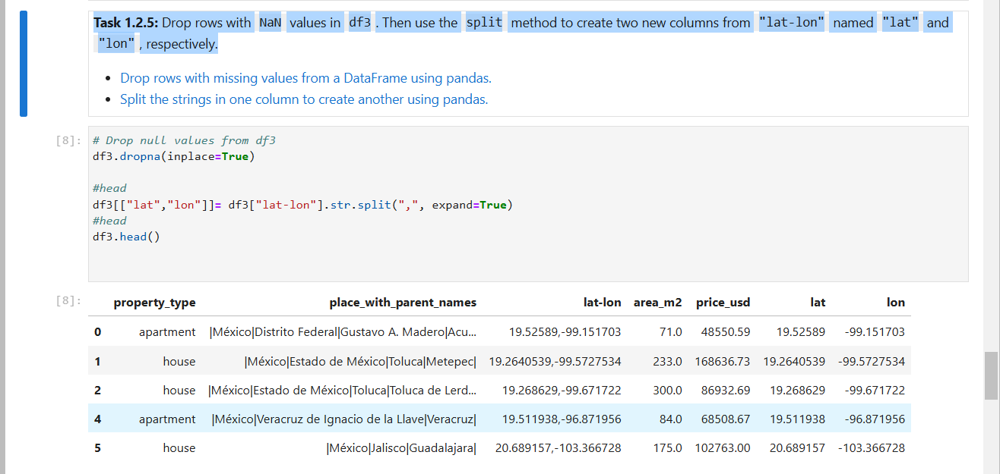 Task 1.2.5: Drop rows with NaN values in df3 . Then use the split method to create two new columns from "lat-lon" named "lat" and
"lon" , respectively.
• Drop rows with missing values from a DataFrame using pandas.
• Split the strings in one column to create another using pandas.
[8]: # Drop null values from df3
df3.dropna(inplace=True)
#head
df3[["lat","lon"]]= df3["lat-lon"].str.split(",", expand=True)
#head
df3.head()
[8]: property_type place_with_parent_names lat-lon area_m2 price_usd lat lon
0 apartment |México|Distrito Federal|Gustavo A. Madero|Acu... 19.52589,-99.151703 71.0 48550.59 19.52589 -99.151703
1 house |México|Estado de México|Toluca|Metepec| 19.2640539,-99.5727534 233.0 168636.73 19.2640539 -99.5727534
2 house |México|Estado de México|Toluca|Toluca de Lerd... 19.268629,-99.671722 300.0 86932.69 19.268629 -99.671722
4 apartment |México|Veracruz de Ignacio de la Llave|Veracruz| 19.511938,-96.871956 84.0 68508.67 19.511938 -96.871956
5 house |México|Jalisco|Guadalajara| 20.689157,-103.366728 175.0 102763.00 20.689157 -103.366728